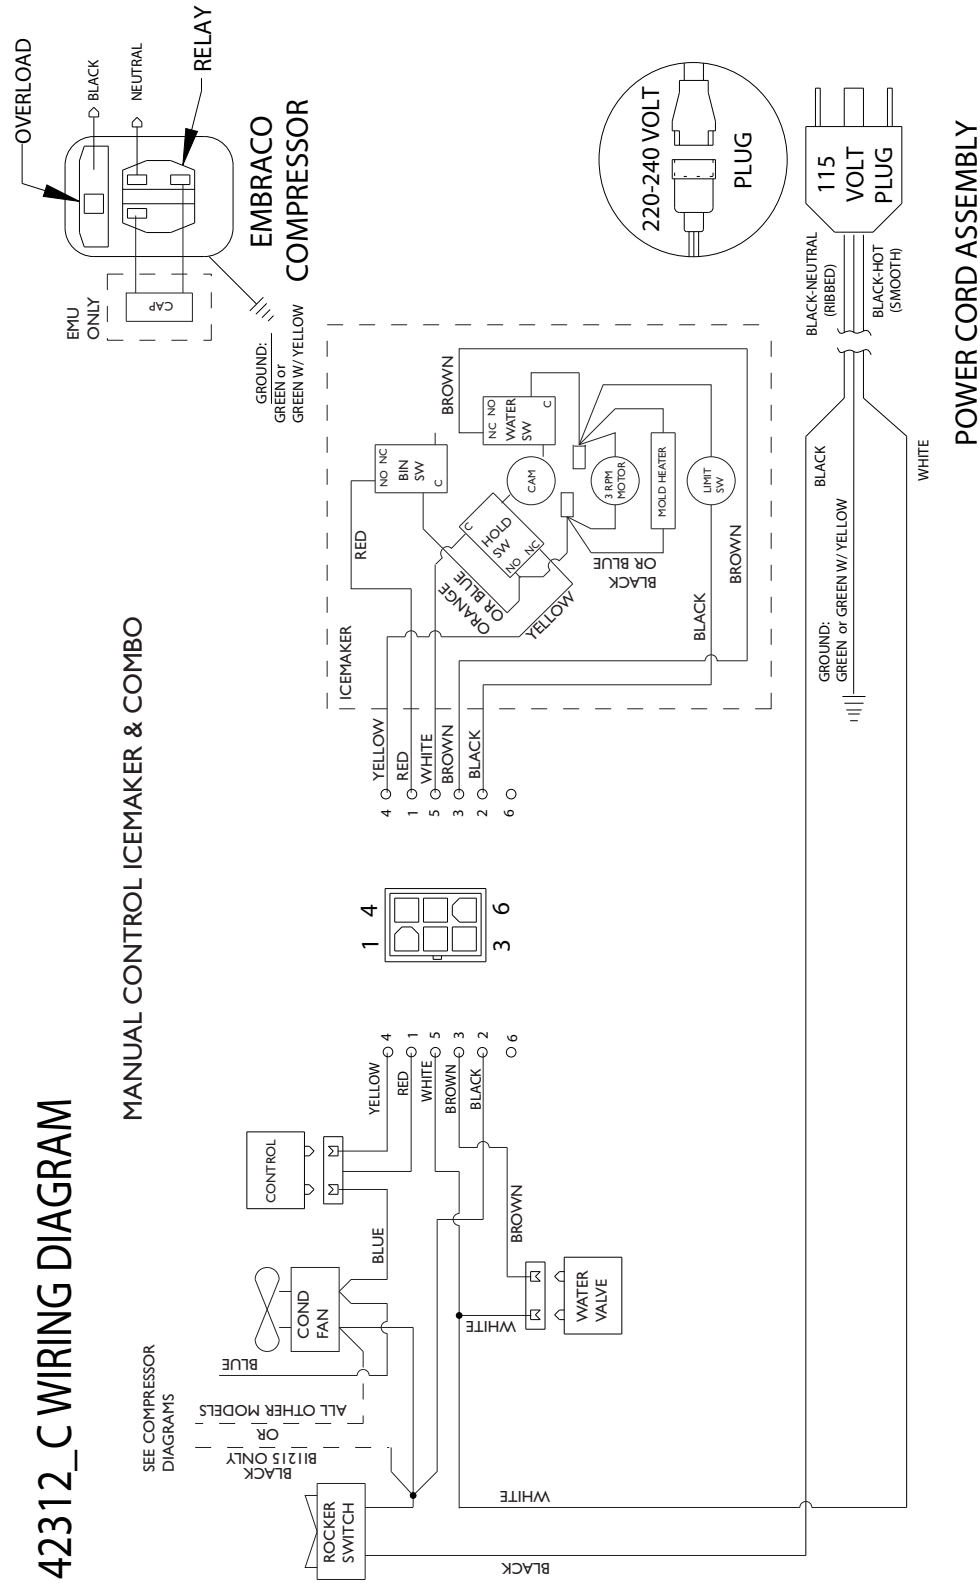 42312_C WIRING DIAGRAM
MANUAL CONTROL ICEMAKER & COMBO
SEE COMPRESSOR
DIAGRAMS
BLACK
BI1215 ONLY
OR
ALL OTHER MODELS
BLUE
ROCKER
SWITCH
COND
FAN
BLUE
CONTROL
YELLOW
RED
WHITE
BROWN
BLACK
4
1
5
3
2
6
BROWN
WHITE
WATER
VALVE
WHITE
BLACK
1
4
3
6
4
1
5
3
2
6
YELLOW
RED
WHITE
BROWN
BLACK
ICEMAKER
RED
NO NC
BIN
SW
C
BROWN
NC NO
WATER
SW
C
CAM
C
HOLD
SW
NO NC
ORANGE
OR BLUE
YELLOW
3 RPM
MOTOR
MOLD HEATER
LIMIT
SW
BLACK
OR BLUE
BLACK
BROWN
OVERLOAD
BLACK
NEUTRAL
RELAY
EMU
ONLY
CAP
EMBRACO
COMPRESSOR
GROUND:
GREEN or
GREEN W/ YELLOW
220-240 VOLT
PLUG
115
VOLT
PLUG
BLACK-NEUTRAL
(RIBBED)
BLACK-HOT
(SMOOTH)
BLACK
GROUND:
GREEN or GREEN W/ YELLOW
WHITE
POWER CORD ASSEMBLY